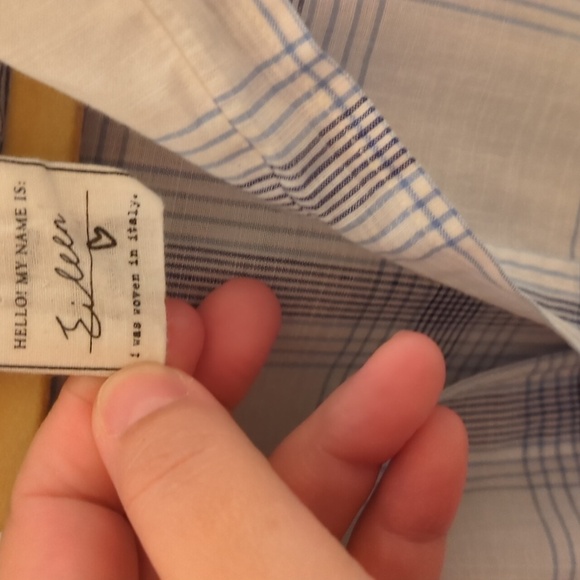 HELLO! MY NAME IS:
Eileen
I was woven in italy.